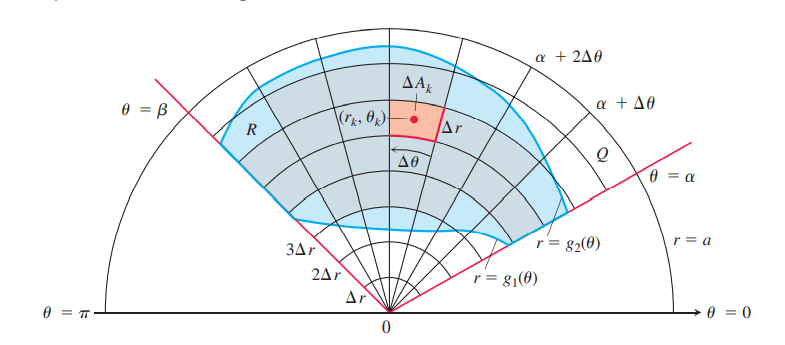 α + 2Δθ
ΔA_k
α + Δθ
θ = β
(r_k, θ_k)
R
Δr
Q
Δθ
θ = α
r = a
r = g₂(θ)
3Δr
2Δr
r = g₁(θ)
Δr
θ = π
θ = 0
0